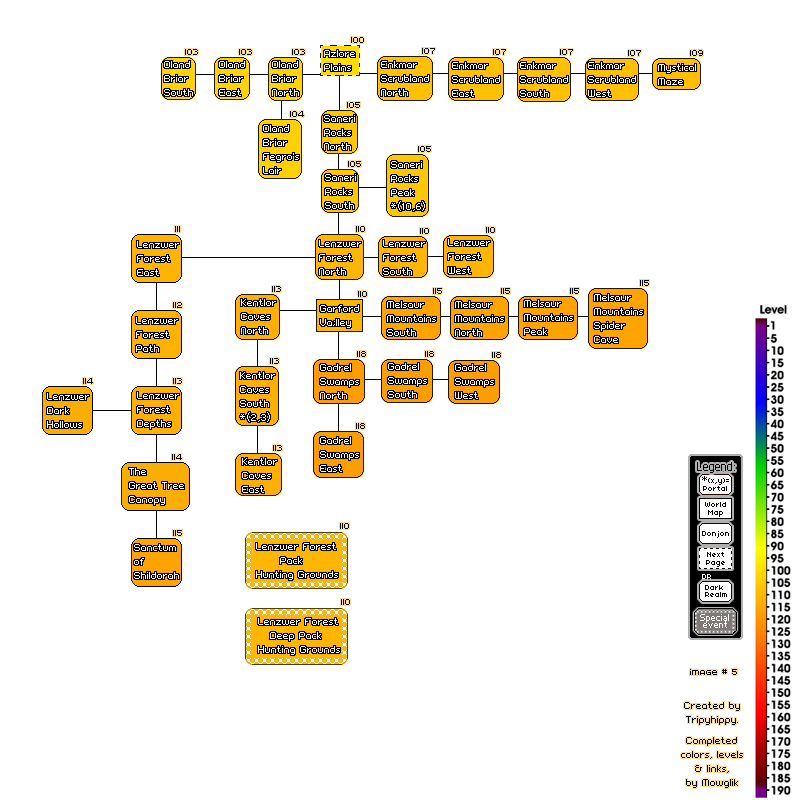 100
Azlore
Plains
103
Oland
Briar
South
103
Oland
Briar
East
103
Oland
Briar
North
107
Enkmar
Scrubland
North
107
Enkmar
Scrubland
East
107
Enkmar
Scrubland
South
107
Enkmar
Scrubland
West
109
Mystical
Maze
104
Oland
Briar
Fegro's
Lair
105
Saneri
Rocks
North
105
Saneri
Rocks
South
105
Saneri
Rocks
Peak
*(10,6)
111
Lenzwer
Forest
East
110
Lenzwer
Forest
North
110
Lenzwer
Forest
South
110
Lenzwer
Forest
West
112
Lenzwer
Forest
Path
113
Kentlor
Caves
North
110
Garford
Valley
115
Melsaur
Mountains
South
115
Melsaur
Mountains
North
115
Melsaur
Mountains
Peak
115
Melsaur
Mountains
Spider
Cave
114
Lenzwer
Dark
Hollows
113
Lenzwer
Forest
Depths
113
Kentlor
Caves
South
*(2,3)
118
Gadrel
Swamps
North
118
Gadrel
Swamps
South
118
Gadrel
Swamps
West
114
The
Great Tree
Canopy
113
Kentlor
Caves
East
118
Gadrel
Swamps
East
115
Sanctum
of
Shildorah
110
Lenzwer Forest
Pack
Hunting Grounds
110
Lenzwer Forest
Deep Pack
Hunting Grounds
Legend:
*(x,y)=
Portal
World
Map
Donjon
Next
Page
DR
Dark
Realm
Special
event
image # 5
Created by
Tripyhippy.
Completed
colors, levels
& links,
by Mowglik
Level
1
5
10
15
20
25
30
35
40
45
50
55
60
65
70
75
80
85
90
95
100
105
110
115
120
125
130
135
140
145
150
155
160
165
170
175
180
185
190